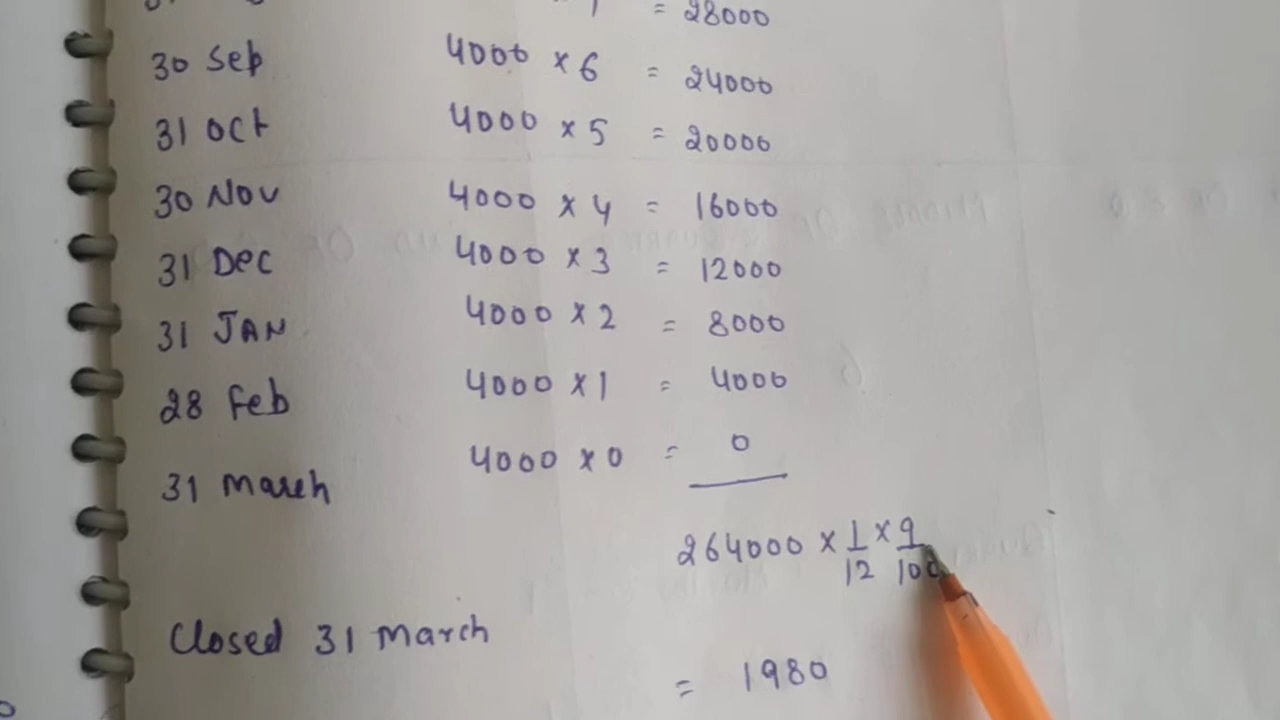 = 28000
30 Sep 4000 × 6 = 24000
31 Oct 4000 × 5 = 20000
30 Nov 4000 × 4 = 16000
31 Dec 4000 × 3 = 12000
31 JAN 4000 × 2 = 8000
28 Feb 4000 × 1 = 4000
31 march 4000 × 0 = 0
264000 × 1/12 × 9/100
Closed 31 march
= 1980